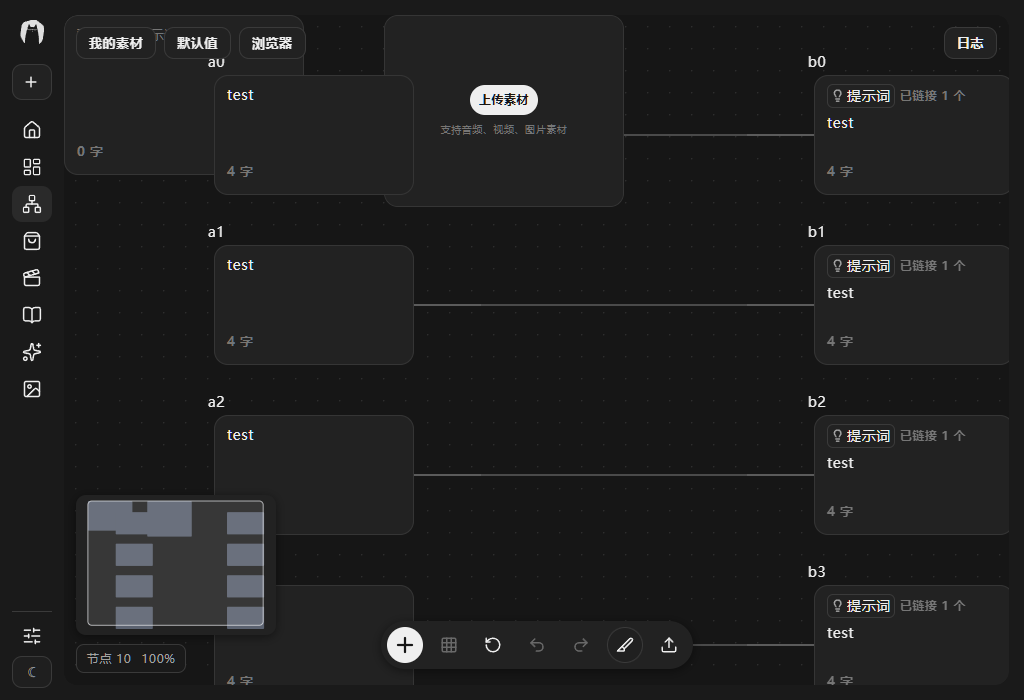 我的素材
默认值
浏览器
日志
示
0 字
a0
test
4 字
上传素材
支持音频、视频、图片素材
b0
提示词 已链接 1 个
test
4 字
a1
test
4 字
b1
提示词 已链接 1 个
test
4 字
a2
test
b2
提示词 已链接 1 个
test
4 字
b3
提示词 已链接 1 个
test
4 字
4 字
节点 10 100%